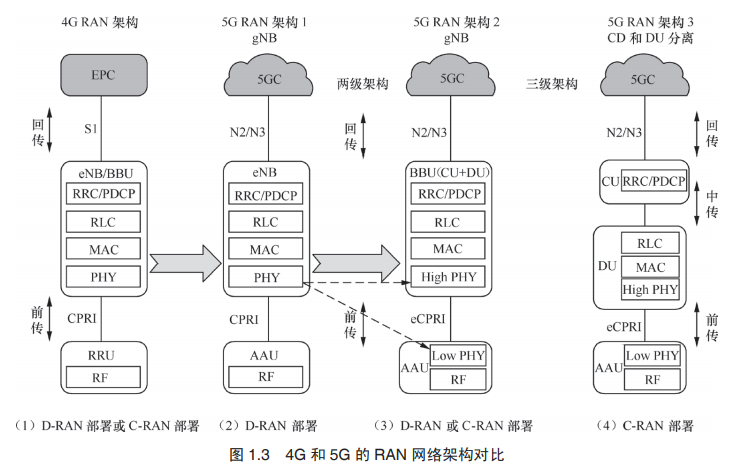 4G RAN 架构
EPC
回传
S1
eNB/BBU
RRC/PDCP
RLC
MAC
PHY
前传
CPRI
RRU
RF
(1) D-RAN 部署或 C-RAN 部署
5G RAN 架构 1
gNB
5GC
N2/N3
eNB
RRC/PDCP
RLC
MAC
PHY
CPRI
AAU
RF
(2) D-RAN 部署
5G RAN 架构 2
gNB
5GC
两级架构
回传
N2/N3
BBU(CU+DU)
RRC/PDCP
RLC
MAC
High PHY
前传
eCPRI
AAU
Low PHY
RF
(3) D-RAN 或 C-RAN 部署
5G RAN 架构 3
CD 和 DU 分离
5GC
三级架构
N2/N3
回传
CU
RRC/PDCP
中传
DU
RLC
MAC
High PHY
eCPRI
前传
AAU
Low PHY
RF
(4) C-RAN 部署
图 1.3 4G 和 5G 的 RAN 网络架构对比